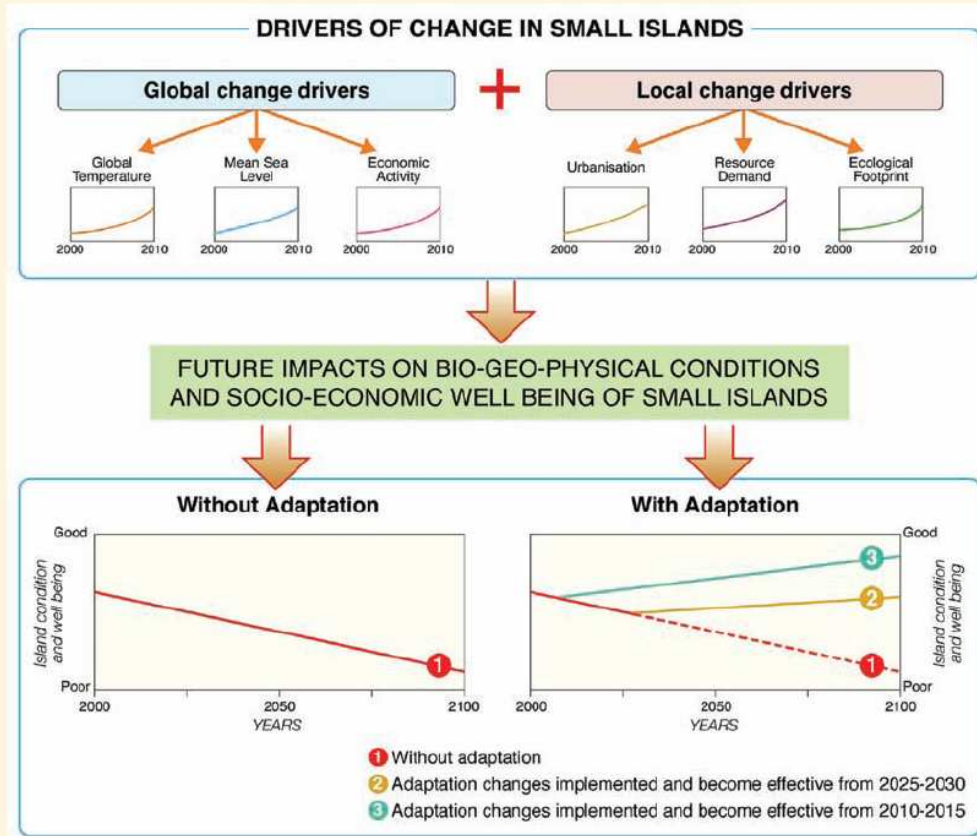 DRIVERS OF CHANGE IN SMALL ISLANDS
Global change drivers
+
Local change drivers
Global
Temperature
Mean Sea
Level
Economic
Activity
Urbanisation
Resource
Demand
Ecological
Footprint
2000 2010
2000 2010
2000 2010
2000 2010
2000 2010
2000 2010
FUTURE IMPACTS ON BIO-GEO-PHYSICAL CONDITIONS
AND SOCIO-ECONOMIC WELL BEING OF SMALL ISLANDS
Without Adaptation
Good
Island condition
and well being
Poor
1
2000 2050 2100
YEARS
With Adaptation
Good
Island condition
and well being
Poor
3
2
1
2000 2050 2100
YEARS
1 Without adaptation
2 Adaptation changes implemented and become effective from 2025-2030
3 Adaptation changes implemented and become effective from 2010-2015